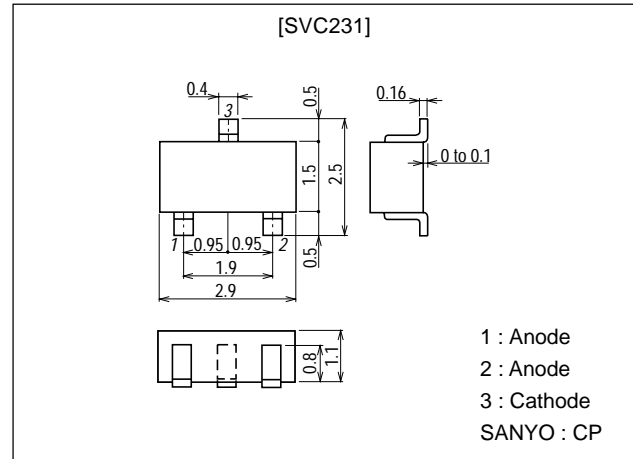 [SVC231]
0.4
3
0.5
0.16
0 to 0.1
1.5
2.5
1
0.95
0.95
2
0.5
1.9
2.9
0.8
1.1
1 : Anode
2 : Anode
3 : Cathode
SANYO : CP